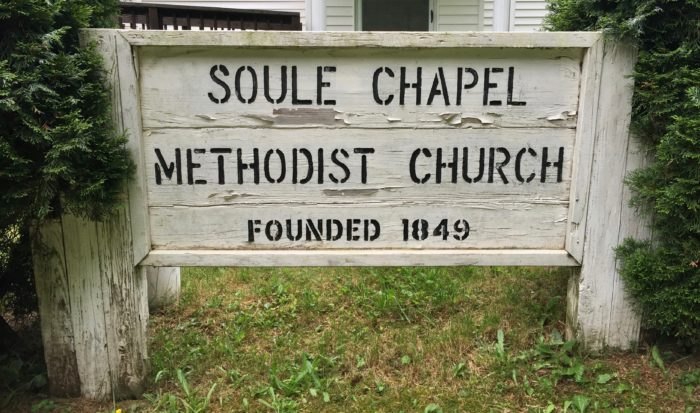 SOULE CHAPEL
METHODIST CHURCH
FOUNDED 1849